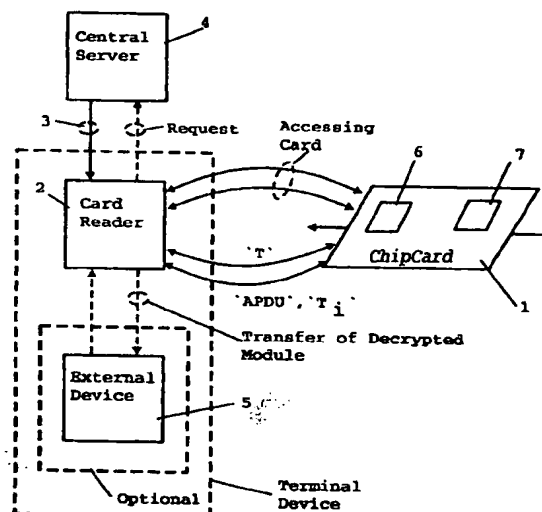 4
Central
Server
3
Request
Accessing
Card
6
7
2
Card
Reader
`T`
ChipCard
1
`APDU`,`Ti`
Transfer of Decrypted
Module
External
Device
5
Optional
Terminal
Device